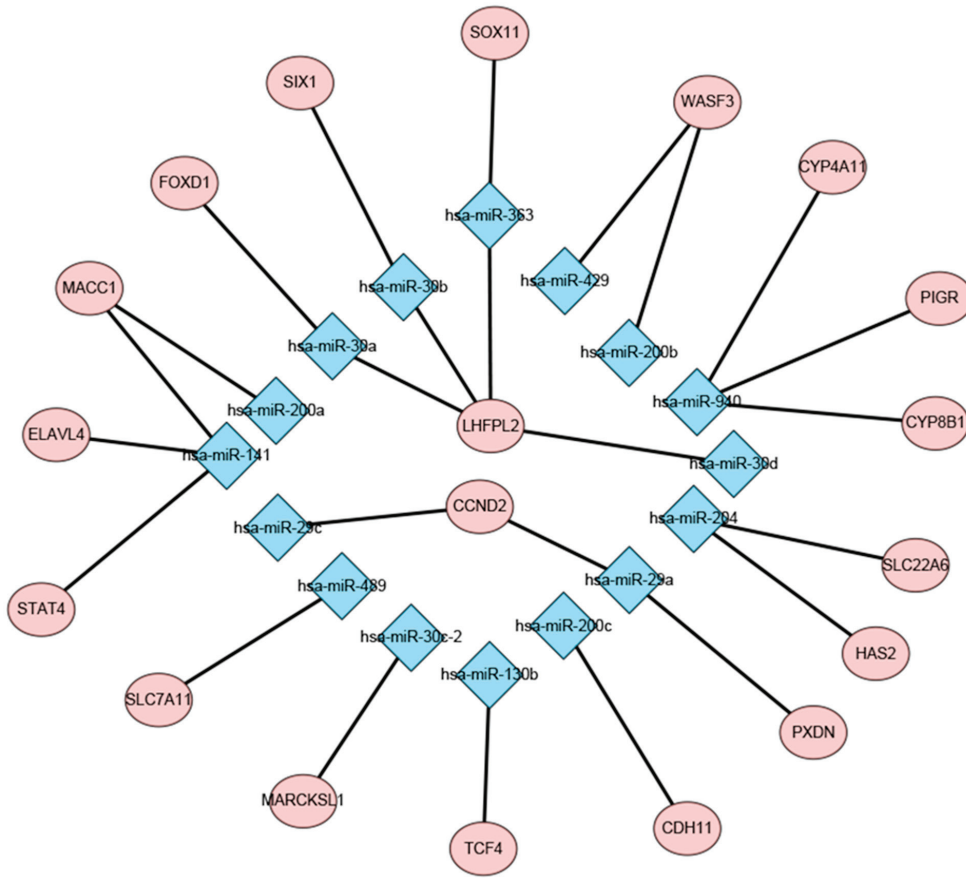 SOX11
SIX1
WASF3
CYP4A11
FOXD1
hsa-miR-363
MACC1
hsa-miR-30b
hsa-miR-429
PIGR
hsa-miR-30a
hsa-miR-200b
hsa-miR-200a
hsa-miR-940
LHFPL2
CYP8B1
ELAVL4
hsa-miR-141
hsa-miR-30d
CCND2
hsa-miR-29c
hsa-miR-204
SLC22A6
hsa-miR-489
hsa-miR-29a
STAT4
hsa-miR-30c-2
hsa-miR-200c
HAS2
hsa-miR-130b
SLC7A11
PXDN
MARCKSL1
CDH11
TCF4